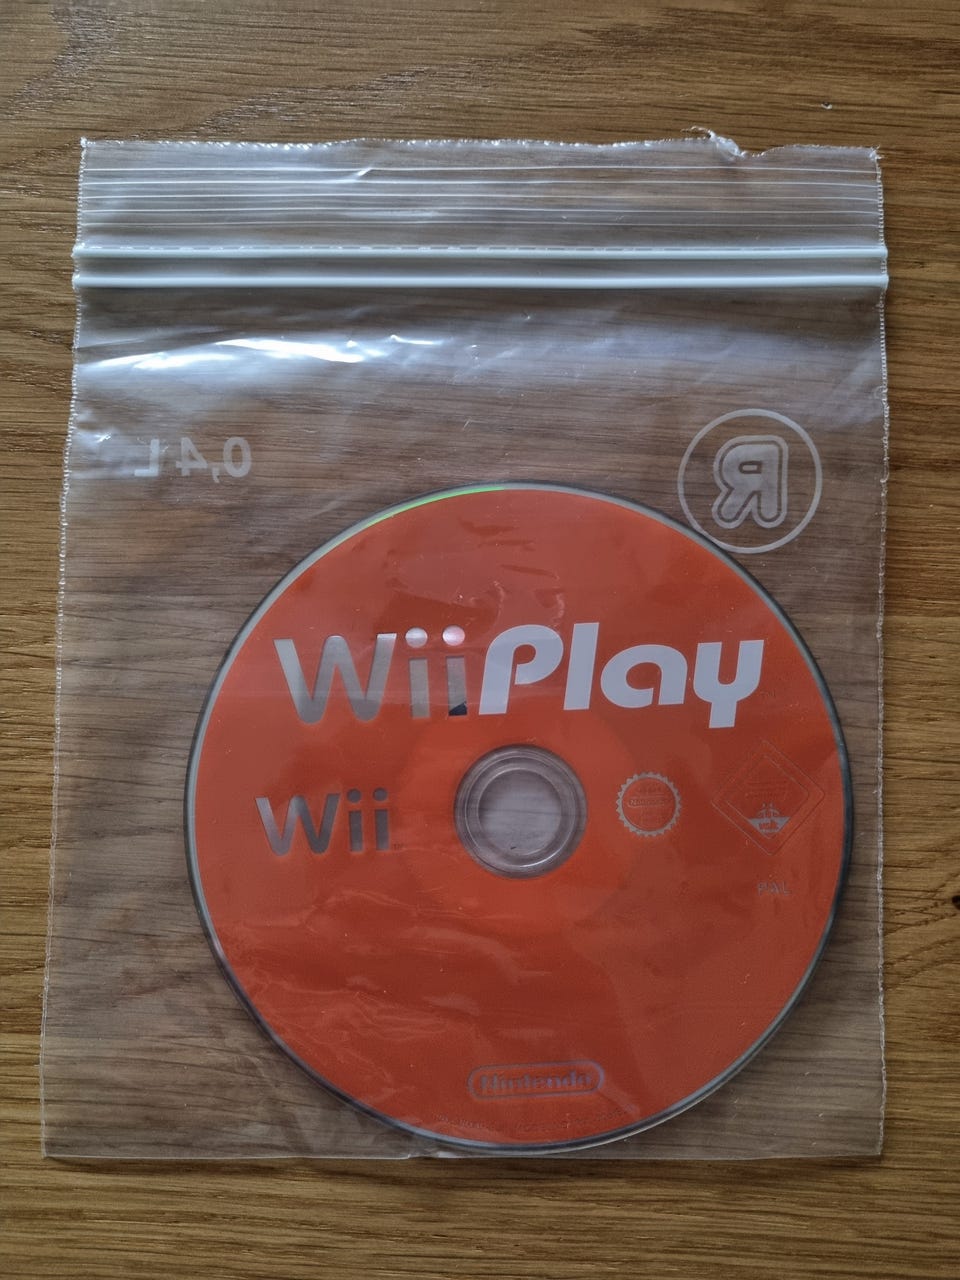 0,4 L
R
Wii Play
Wii
PAL
Nintendo